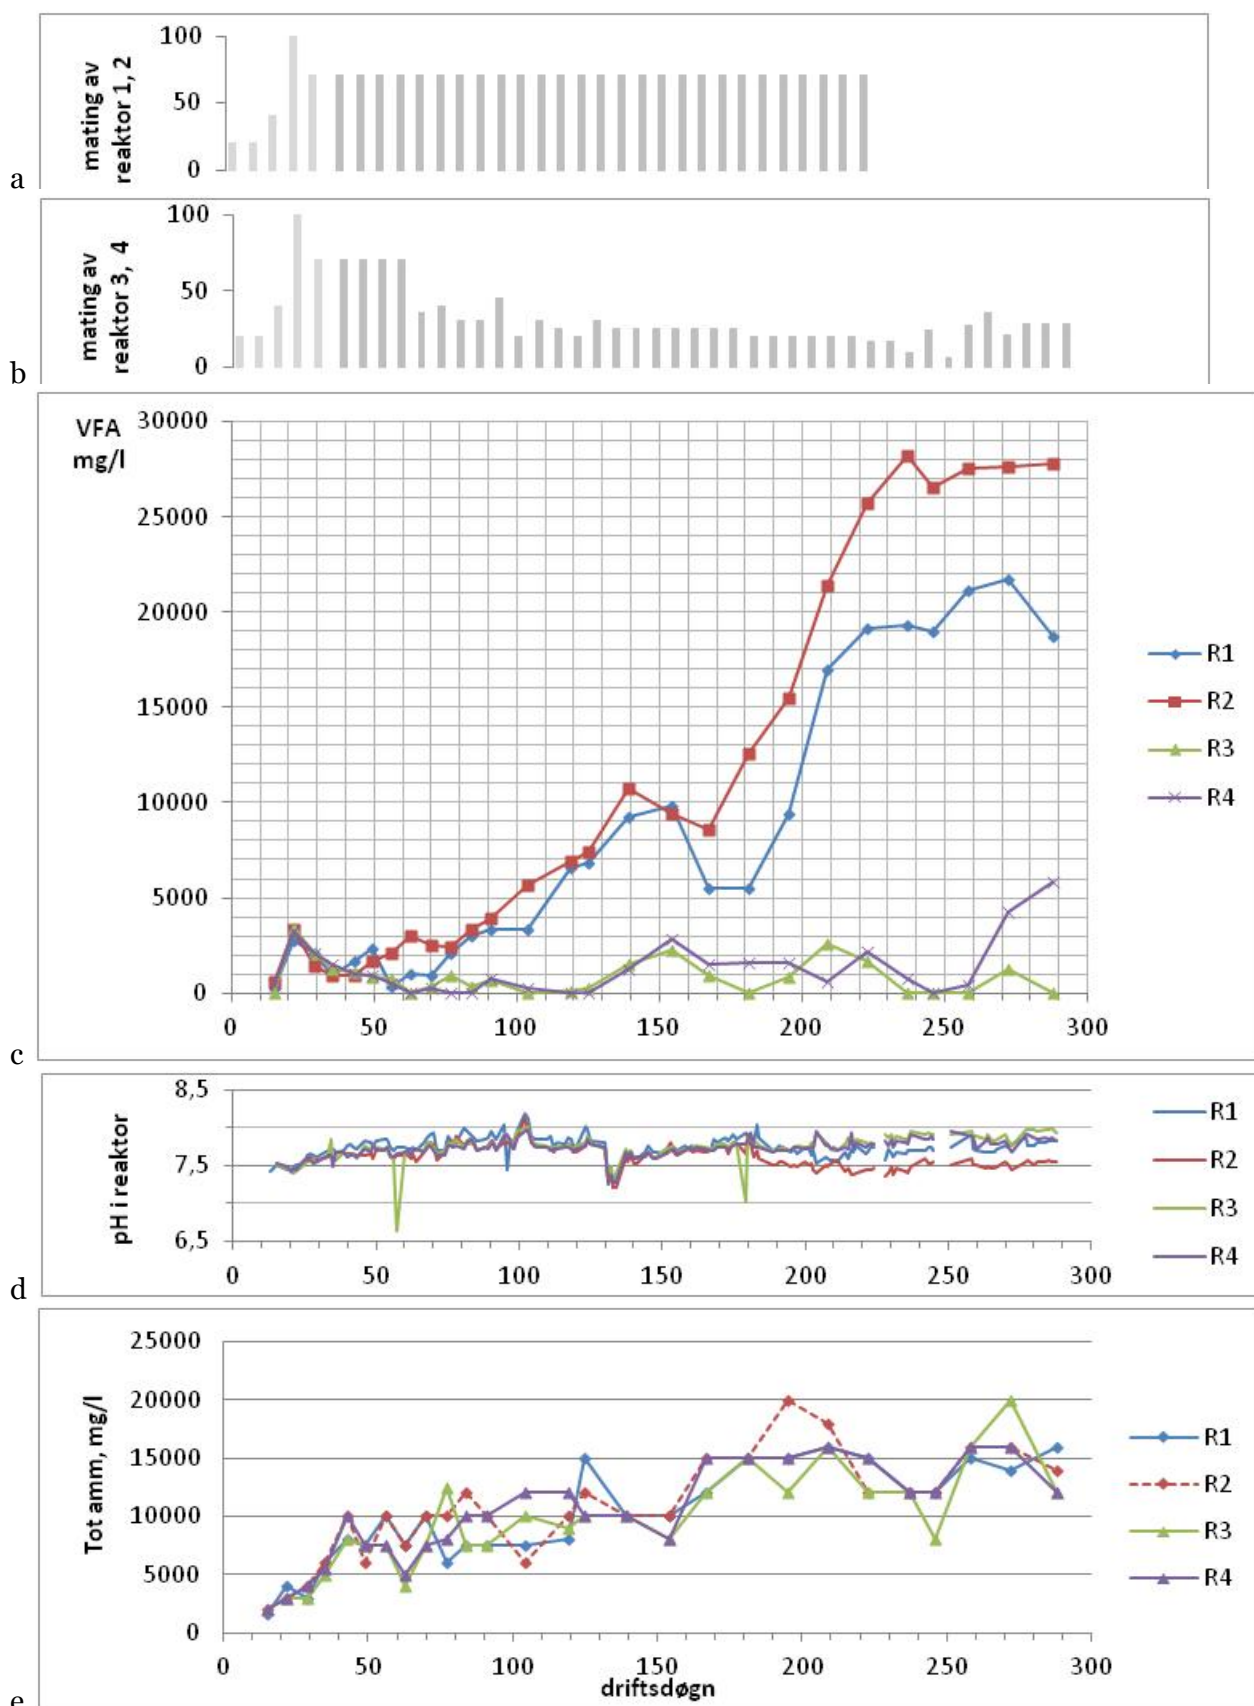 100
50
0
mating av
reaktor 1, 2
a
100
50
0
mating av
reaktor 3, 4
b
VFA
mg/l
30000
25000
20000
15000
10000
5000
0
0 50 100 150 200 250 300
R1
R2
R3
R4
c
8,5
7,5
6,5
pH i reaktor
0 50 100 150 200 250 300
R1
R2
R3
R4
d
25000
20000
15000
10000
5000
0
Tot amm, mg/l
0 50 100 150 200 250 300
driftsdøgn
R1
R2
R3
R4
e